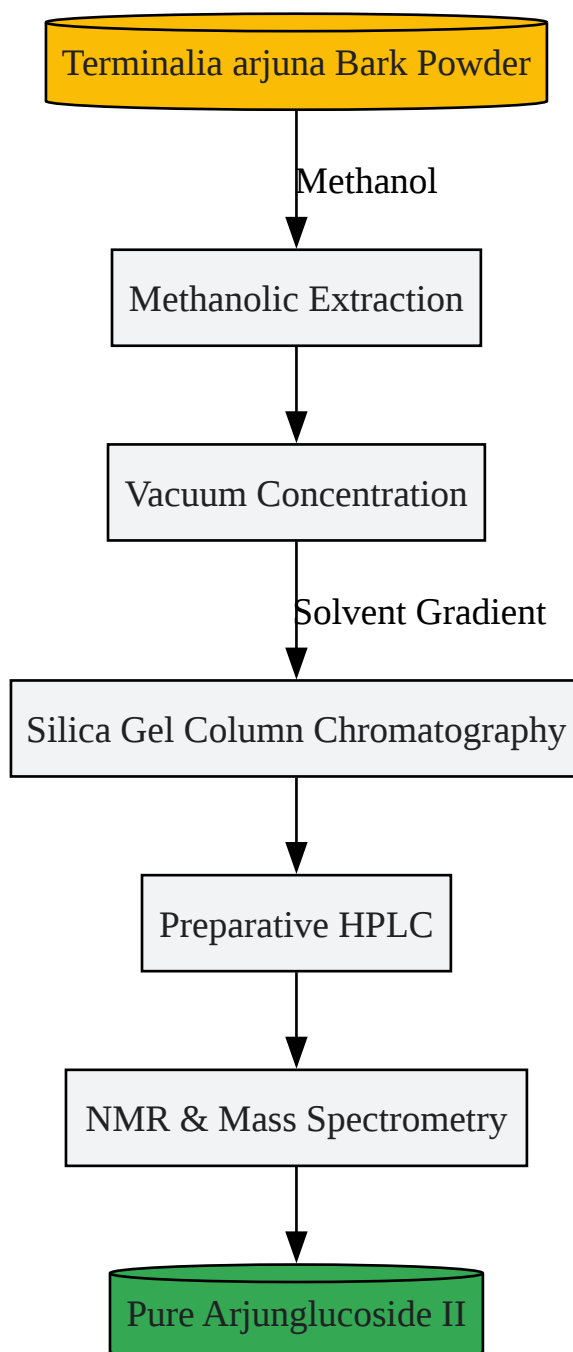 Terminalia arjuna Bark Powder
Methanol
Methanolic Extraction
Vacuum Concentration
Solvent Gradient
Silica Gel Column Chromatography
Preparative HPLC
NMR & Mass Spectrometry
Pure Arjunglucoside II